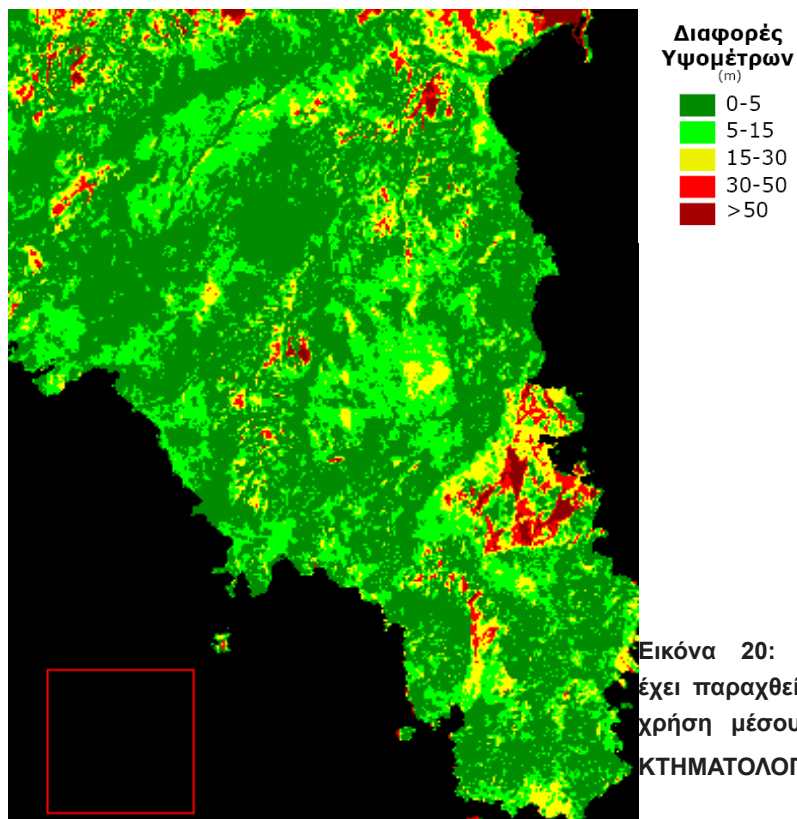 Διαφορές
Υψομέτρων
(m)
0-5
5-15
15-30
30-50
>50
Εικόνα 20:
έχει παραχθεί
χρήση μέσου